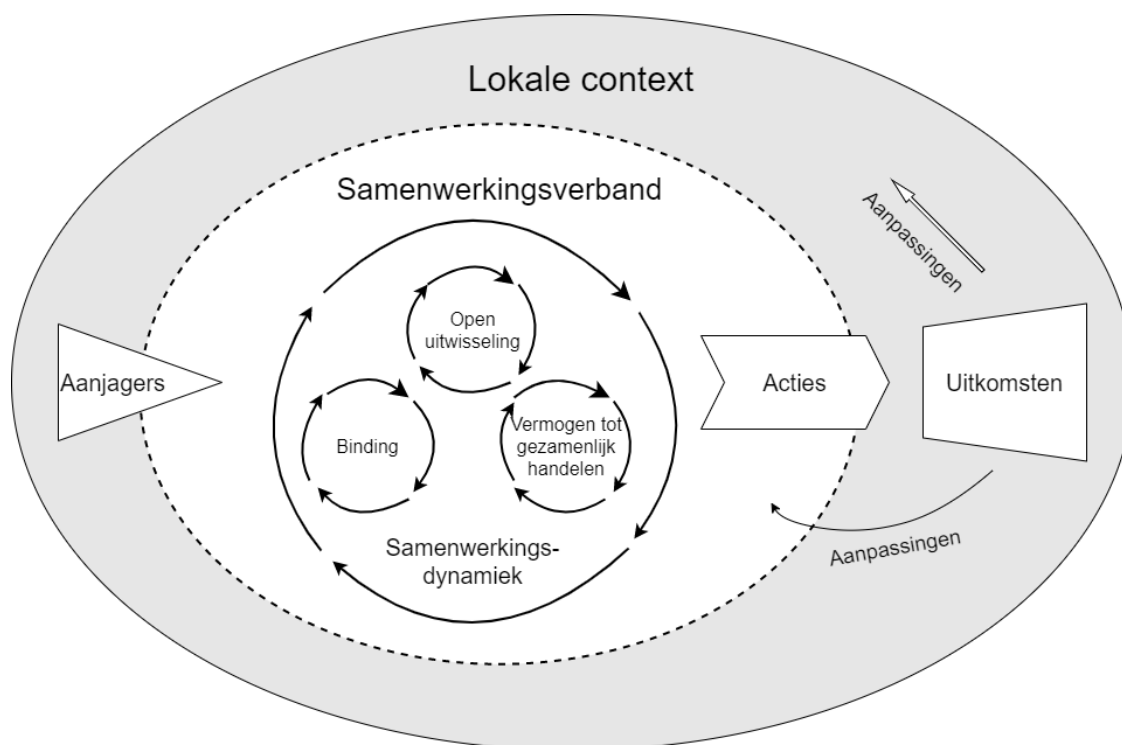 Lokale context
Samenwerkingsverband
Aanpassingen
Open
uitwisseling
Aanjagers
Acties
Uitkomsten
Binding
Vermogen tot
gezamenlijk
handelen
Samenwerkings-
dynamiek
Aanpassingen